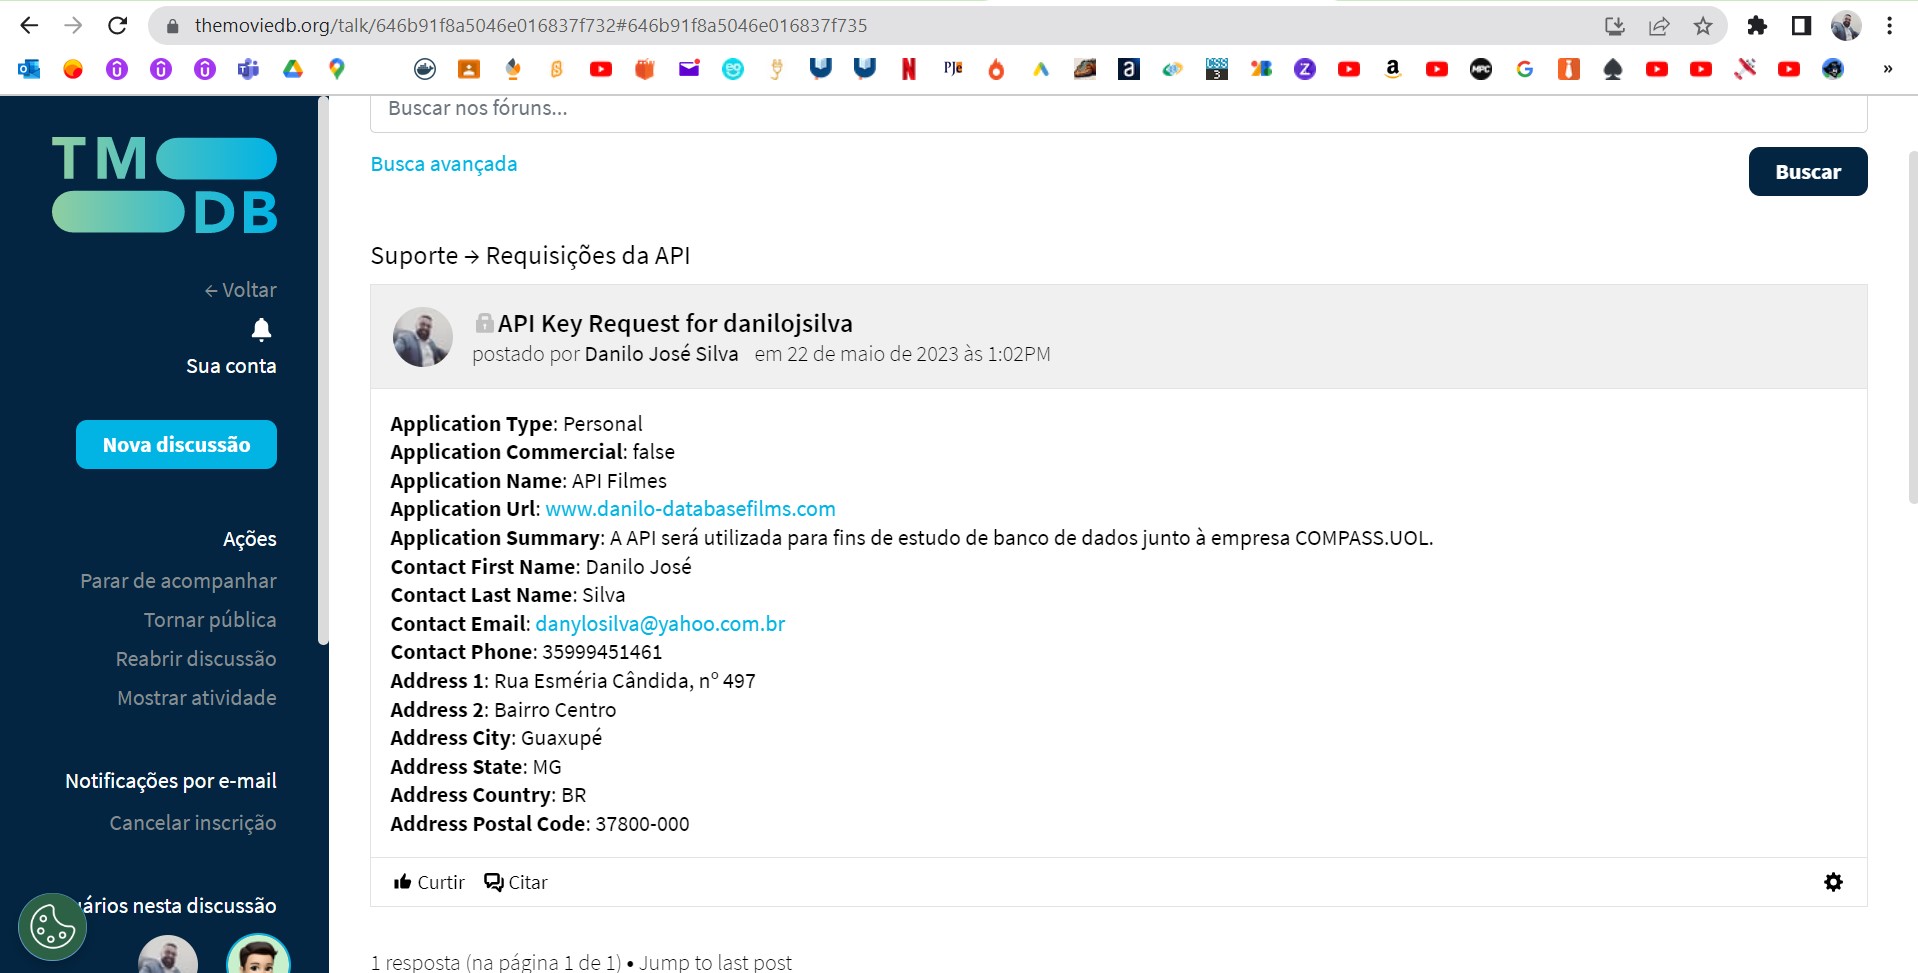 themoviedb.org/talk/646b91f8a5046e016837f732#646b91f8a5046e016837f735
PJe
CSS
3
Z
a
MPC
G
»
TM
DB
← Voltar
Sua conta
Nova discussão
Ações
Parar de acompanhar
Tornar pública
Reabrir discussão
Mostrar atividade
Notificações por e-mail
Cancelar inscrição
uários nesta discussão
Buscar nos fóruns...
Busca avançada
Buscar
Suporte → Requisições da API
API Key Request for danilojsilva
postado por Danilo José Silva em 22 de maio de 2023 às 1:02PM
Application Type: Personal
Application Commercial: false
Application Name: API Filmes
Application Url: www.danilo-databasefilms.com
Application Summary: A API será utilizada para fins de estudo de banco de dados junto à empresa COMPASS.UOL.
Contact First Name: Danilo José
Contact Last Name: Silva
Contact Email: danylosilva@yahoo.com.br
Contact Phone: 35999451461
Address 1: Rua Esméria Cândida, nº 497
Address 2: Bairro Centro
Address City: Guaxupé
Address State: MG
Address Country: BR
Address Postal Code: 37800-000
Curtir Citar
1 resposta (na página 1 de 1) • Jump to last post